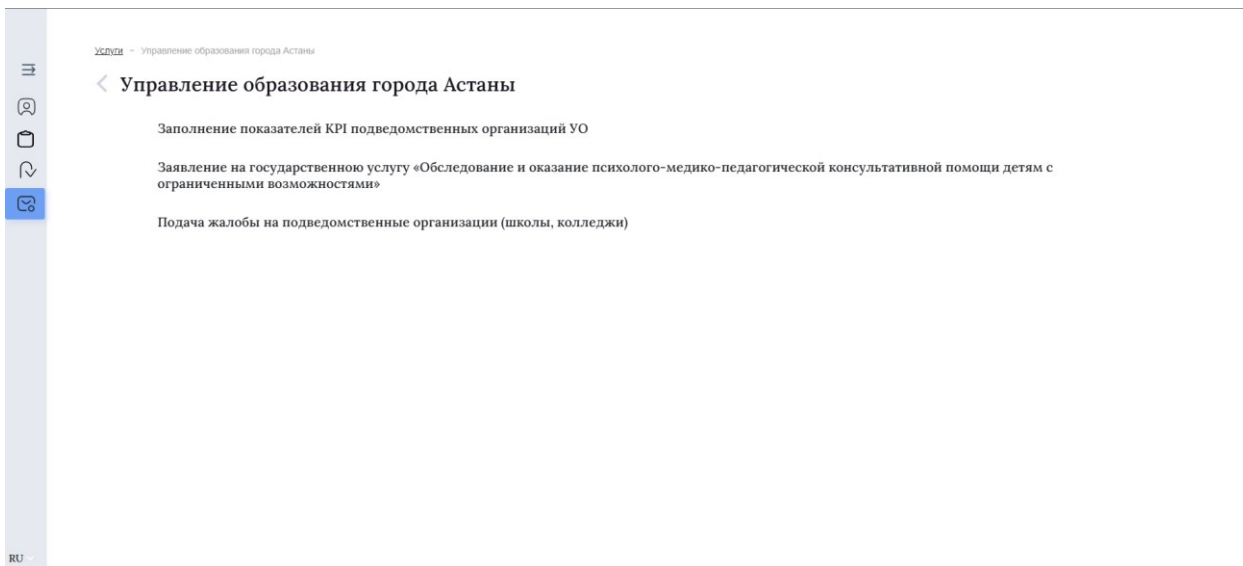 Услуги - Управление образования города Астаны
Управление образования города Астаны
Заполнение показателей KPI подведомственных организаций УО
Заявление на государственною услугу «Обследование и оказание психолого-медико-педагогической консультативной помощи детям с
ограниченными возможностями»
Подача жалобы на подведомственные организации (школы, колледжи)
RU